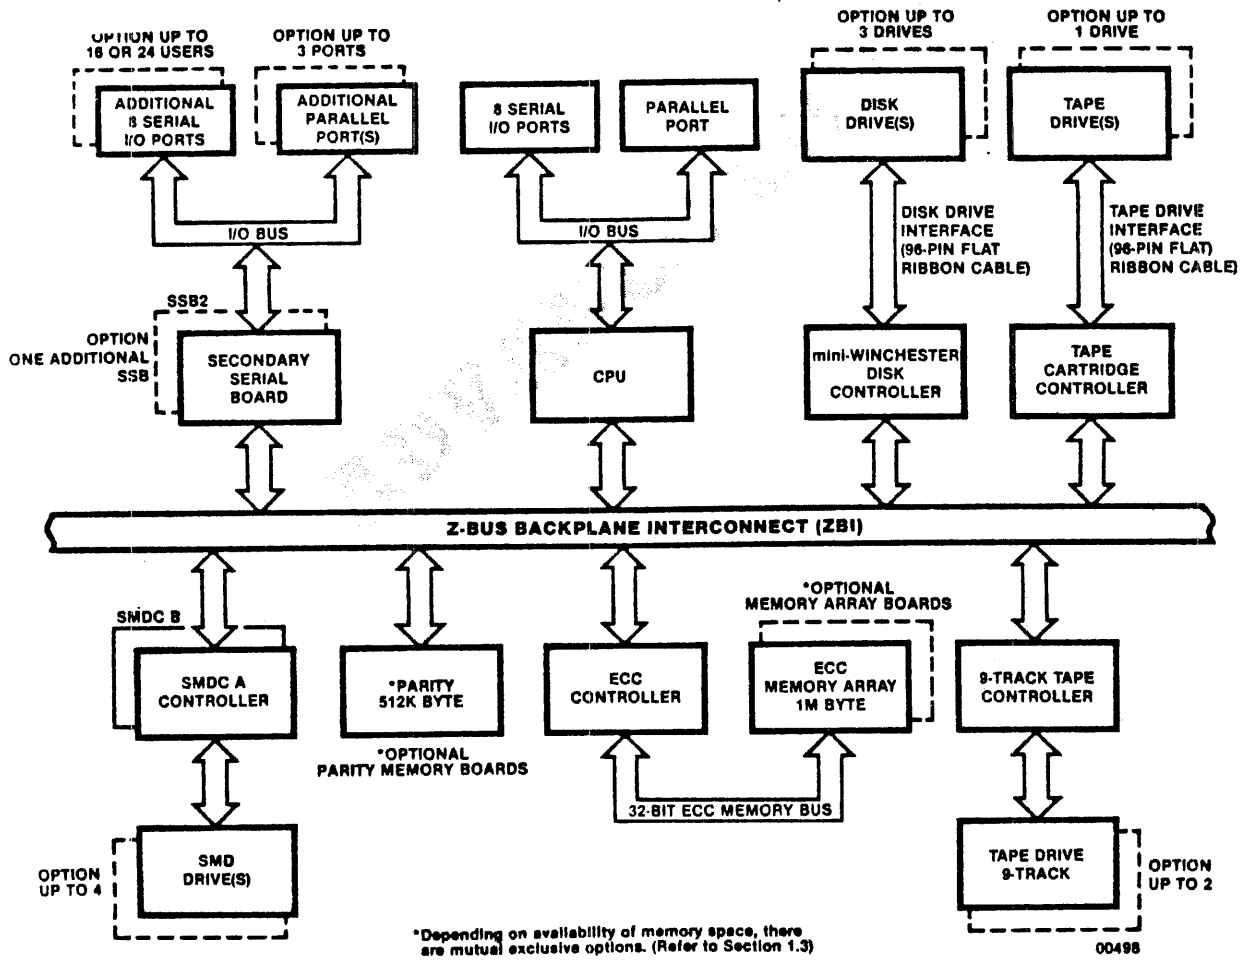 OPTION UP TO
16 OR 24 USERS
OPTION UP TO
3 PORTS
OPTION UP TO
3 DRIVES
OPTION UP TO
1 DRIVE
ADDITIONAL
8 SERIAL
I/O PORTS
ADDITIONAL
PARALLEL
PORT(S)
8 SERIAL
I/O PORTS
PARALLEL
PORT
DISK
DRIVE(S)
TAPE
DRIVE(S)
I/O BUS
I/O BUS
DISK DRIVE
INTERFACE
(96-PIN FLAT
RIBBON CABLE)
TAPE DRIVE
INTERFACE
(96-PIN FLAT)
RIBBON CABLE)
SSB2
OPTION
ONE ADDITIONAL
SSB
SECONDARY
SERIAL
BOARD
CPU
mini-WINCHESTER
DISK
CONTROLLER
TAPE
CARTRIDGE
CONTROLLER
Z-BUS BACKPLANE INTERCONNECT (ZBI)
SMDC B
SMDC A
CONTROLLER
*PARITY
512K BYTE
*OPTIONAL
PARITY MEMORY BOARDS
ECC
CONTROLLER
*OPTIONAL
MEMORY ARRAY BOARDS
ECC
MEMORY ARRAY
1M BYTE
9-TRACK TAPE
CONTROLLER
32-BIT ECC MEMORY BUS
OPTION
UP TO 4
SMD
DRIVE(S)
TAPE DRIVE
9-TRACK
OPTION
UP TO 2
*Depending on availability of memory space, there
are mutual exclusive options. (Refer to Section 1.3)
00498